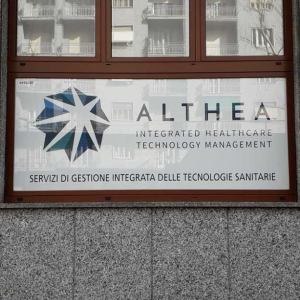 ALTHEA
INTEGRATED HEALTHCARE
TECHNOLOGY MANAGEMENT
SERVIZI DI GESTIONE INTEGRATA DELLE TECNOLOGIE SANITARIE